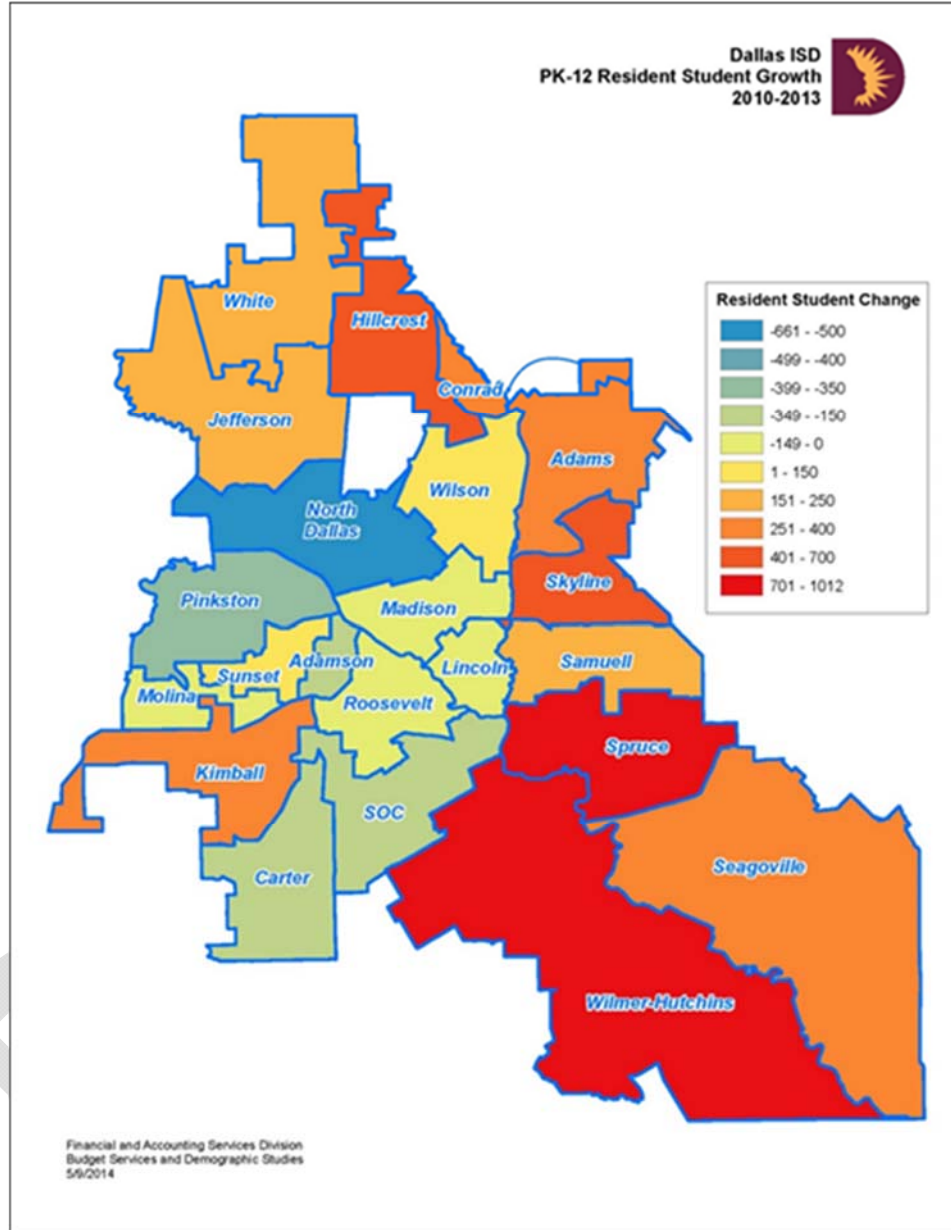 Dallas ISD
PK-12 Resident Student Growth
2010-2013
White
Hillcrest
Conrad
Jefferson
Adams
Wilson
North
Dallas
Skyline
Pinkston
Madison
Adamson
Samuell
Sunset
Lincoln
Molina
Roosevelt
Spruce
Kimball
SOC
Seagoville
Carter
Wilmer-Hutchins
Resident Student Change
-661 - -500
-499 - -400
-399 - -350
-349 - -150
-149 - 0
1 - 150
151 - 250
251 - 400
401 - 700
701 - 1012
Financial and Accounting Services Division
Budget Services and Demographic Studies
5/9/2014